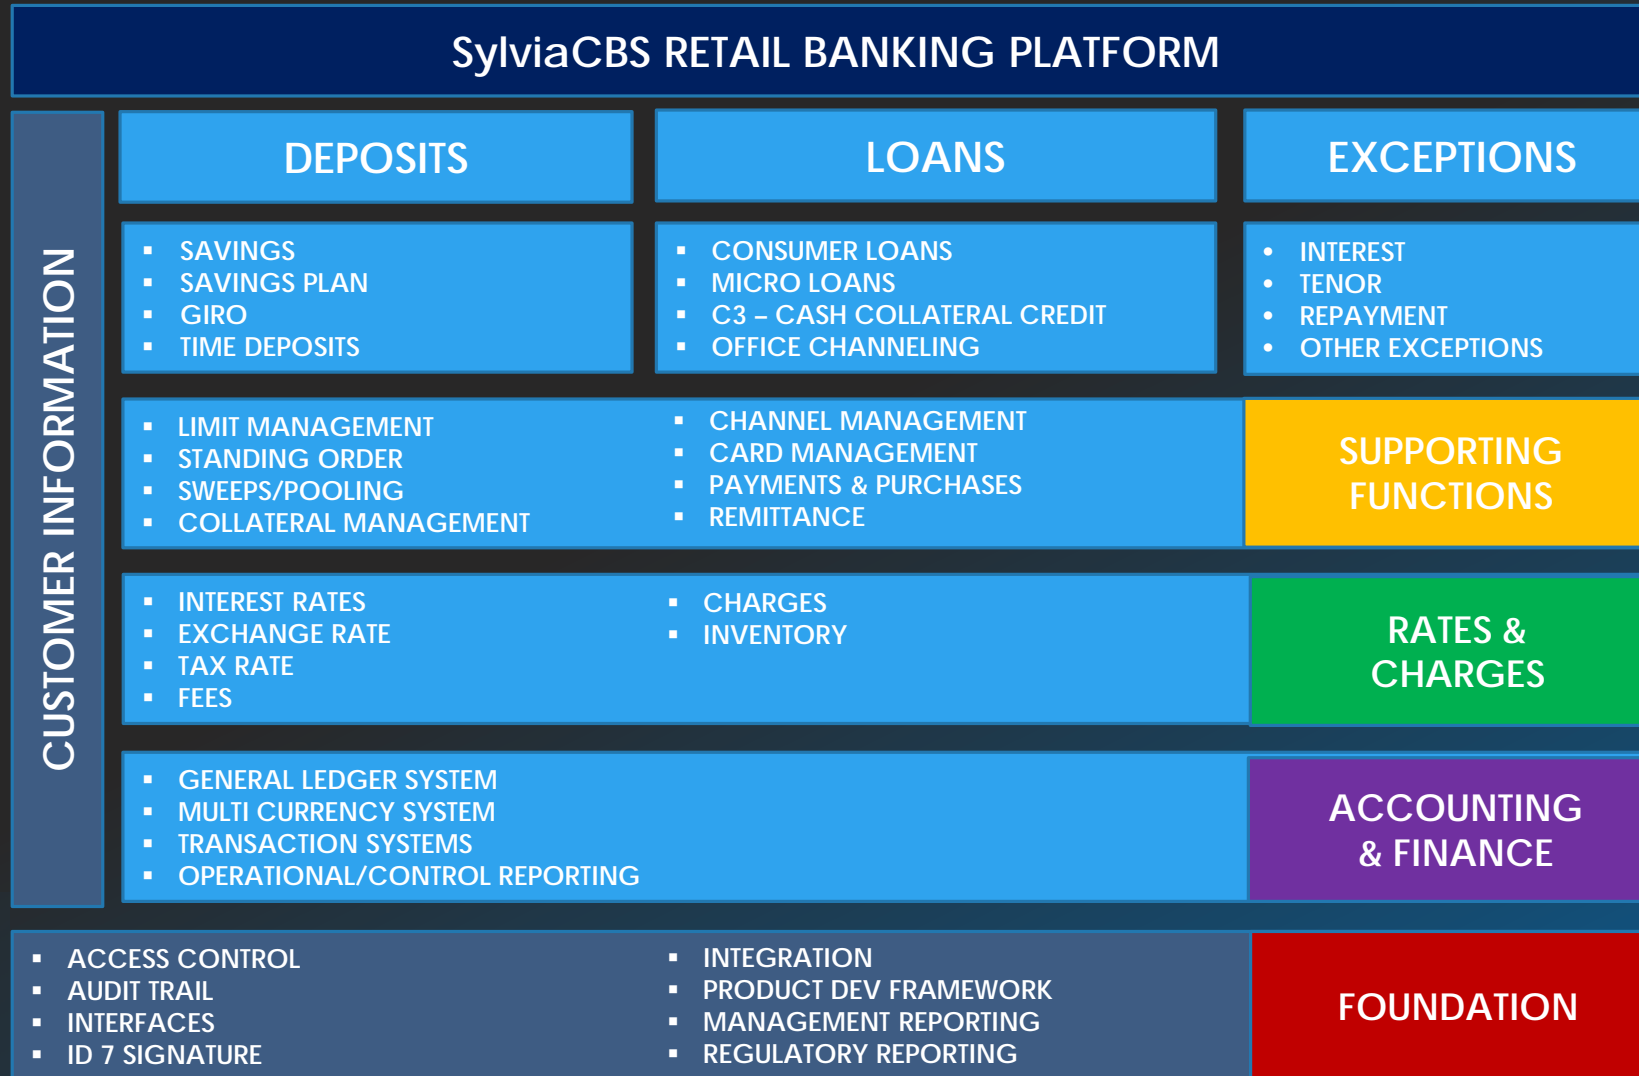 SylviaCBS RETAIL BANKING PLATFORM
CUSTOMER INFORMATION
DEPOSITS
SAVINGS
SAVINGS PLAN
GIRO
TIME DEPOSITS
LOANS
CONSUMER LOANS
MICRO LOANS
C3 – CASH COLLATERAL CREDIT
OFFICE CHANNELING
EXCEPTIONS
INTEREST
TENOR
REPAYMENT
OTHER EXCEPTIONS
LIMIT MANAGEMENT
STANDING ORDER
SWEEPS/POOLING
COLLATERAL MANAGEMENT
CHANNEL MANAGEMENT
CARD MANAGEMENT
PAYMENTS & PURCHASES
REMITTANCE
SUPPORTING
FUNCTIONS
INTEREST RATES
EXCHANGE RATE
TAX RATE
FEES
CHARGES
INVENTORY
RATES &
CHARGES
GENERAL LEDGER SYSTEM
MULTI CURRENCY SYSTEM
TRANSACTION SYSTEMS
OPERATIONAL/CONTROL REPORTING
ACCOUNTING
& FINANCE
ACCESS CONTROL
AUDIT TRAIL
INTERFACES
ID 7 SIGNATURE
INTEGRATION
PRODUCT DEV FRAMEWORK
MANAGEMENT REPORTING
REGULATORY REPORTING
FOUNDATION